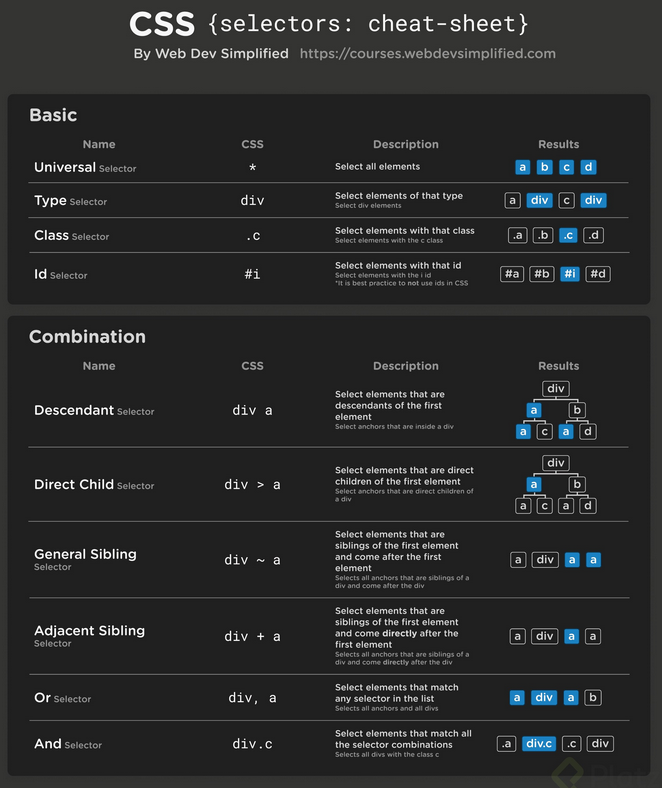 CSS {selectors: cheat-sheet}
By Web Dev Simplified https://courses.webdevsimplified.com
Basic
Name CSS Description Results
Universal Selector * Select all elements a b c d
Type Selector div Select elements of that type a div c div
Select div elements
Class Selector .c Select elements with that class .a .b .c .d
Select elements with the c class
Id Selector #i Select elements with that id #a #b #i #d
Select elements with the i id
*It is best practice to not use ids in CSS
Combination
Name CSS Description Results
div
Select elements that are
descendants of the first
Descendant Selector div a a b
element
Select anchors that are inside a div a c a d
div
Select elements that are direct
children of the first element
Direct Child Selector div > a a b
Select anchors that are direct children of
a div a c a d
Select elements that are
siblings of the first element
General Sibling div ~ a and come after the first a div a a
Selector element
Selects all anchors that are siblings of a
div and come after the div
Select elements that are
siblings of the first element
Adjacent Sibling div + a and come directly after the a div a a
Selector first element
Selects all anchors that are siblings of a
div and come directly after the div
Or Selector div, a Select elements that match a div a b
any selector in the list
Selects all anchors and all divs
And Selector div.c Select elements that match all .a div.c .c div
the selector combinations
Selects all divs with the class c